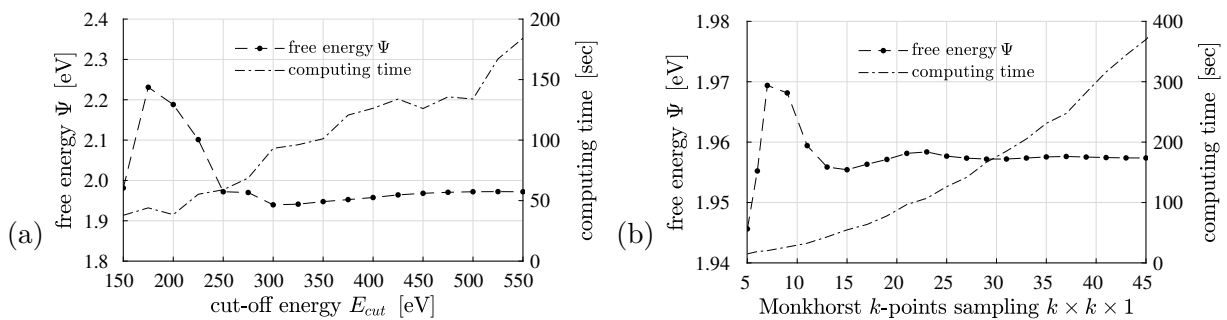 (a)
free energy Ψ [eV]
2.4
2.3
2.2
2.1
2.0
1.9
1.8
free energy Ψ
computing time
200
150
100
50
0
computing time [sec]
150 200 250 300 350 400 450 500 550
cut-off energy E_cut [eV]
(b)
free energy Ψ [eV]
1.98
1.97
1.96
1.95
1.94
free energy Ψ
computing time
400
300
200
100
0
computing time [sec]
5 10 15 20 25 30 35 40 45
Monkhorst k-points sampling k × k × 1